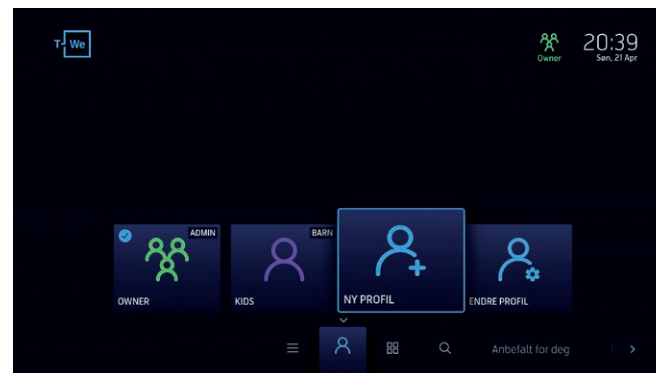 T-We
Owner
20:39
Søn, 21 Apr
ADMIN
OWNER
BARN
KIDS
NY PROFIL
ENDRE PROFIL
Anbefalt for deg